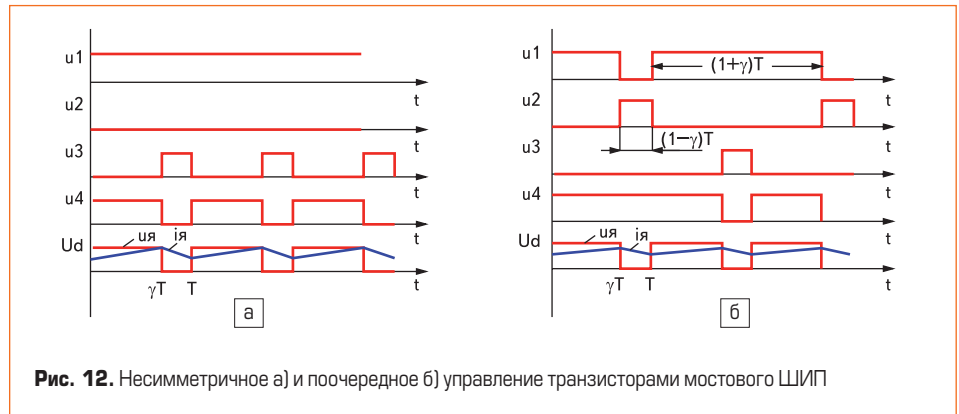 u1
t
u2
t
u3
t
u4
t
Ud
uя
iя
t
γT
T
а
u1
(1+γ)T
t
u2
t
(1−γ)T
u3
t
u4
t
Ud
uя
iя
t
γT
T
б
Рис. 12. Несимметричное а) и поочередное б) управление транзисторами мостового ШИП